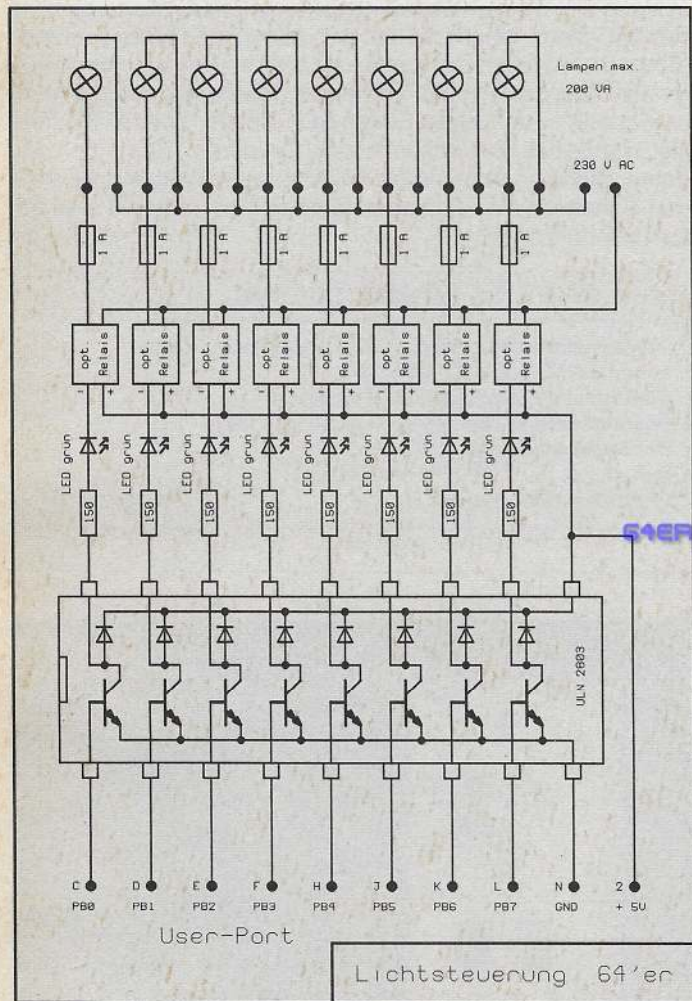 Lampen max.
200 VA
230 V AC
1 A
1 A
1 A
1 A
1 A
1 A
1 A
1 A
opt. Relais
opt. Relais
opt. Relais
opt. Relais
opt. Relais
opt. Relais
opt. Relais
opt. Relais
- +
- +
- +
- +
- +
- +
- +
- +
LED grün
LED grün
LED grün
LED grün
LED grün
LED grün
LED grün
LED grün
150
150
150
150
150
150
150
150
64ER
ULN 2803
C D E F H J K L N 2
PB0 PB1 PB2 PB3 PB4 PB5 PB6 PB7 GND + 5V
User-Port
Lichtsteuerung 64'er